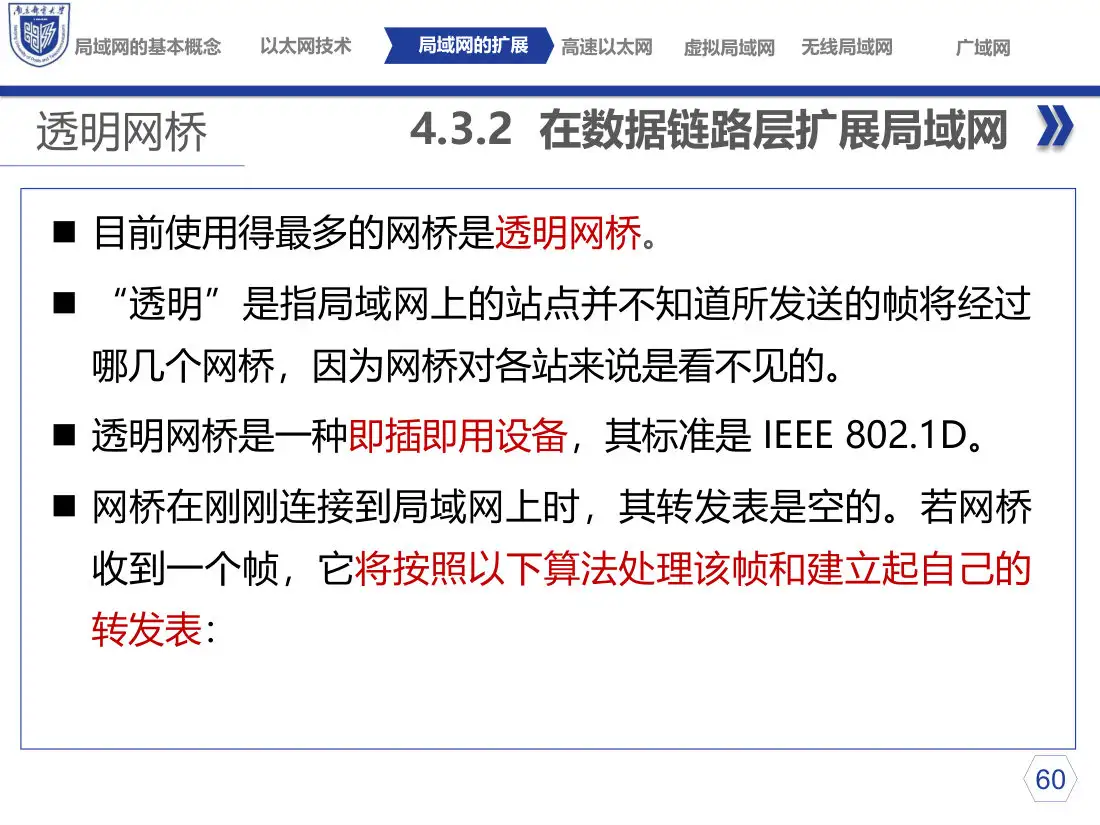 局域网的基本概念 以太网技术 局域网的扩展 高速以太网 虚拟局域网 无线局域网 广域网
透明网桥 4.3.2 在数据链路层扩展局域网
■ 目前使用得最多的网桥是透明网桥。
■ “透明”是指局域网上的站点并不知道所发送的帧将经过
哪几个网桥，因为网桥对各站来说是看不见的。
■ 透明网桥是一种即插即用设备，其标准是 IEEE 802.1D。
■ 网桥在刚刚连接到局域网上时，其转发表是空的。若网桥
收到一个帧，它将按照以下算法处理该帧和建立起自己的
转发表：
60